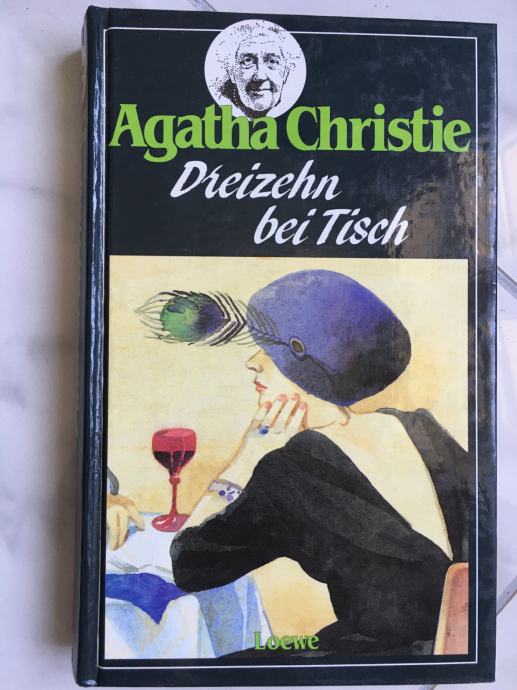 Agatha Christie
Dreizehn
bei Tisch
Loewe